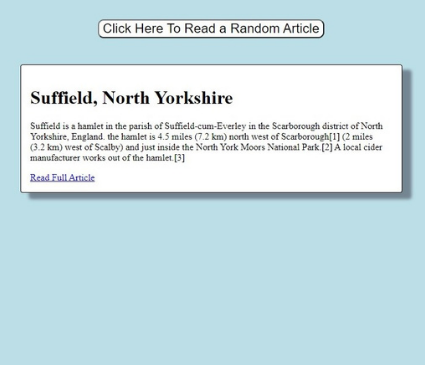 Click Here To Read a Random Article
Suffield, North Yorkshire
Suffield is a hamlet in the parish of Suffield-cum-Everley in the Scarborough district of North
Yorkshire, England. the hamlet is 4.5 miles (7.2 km) north west of Scarborough[1] (2 miles
(3.2 km) west of Scalby) and just inside the North York Moors National Park.[2] A local cider
manufacturer works out of the hamlet.[3]
Read Full Article